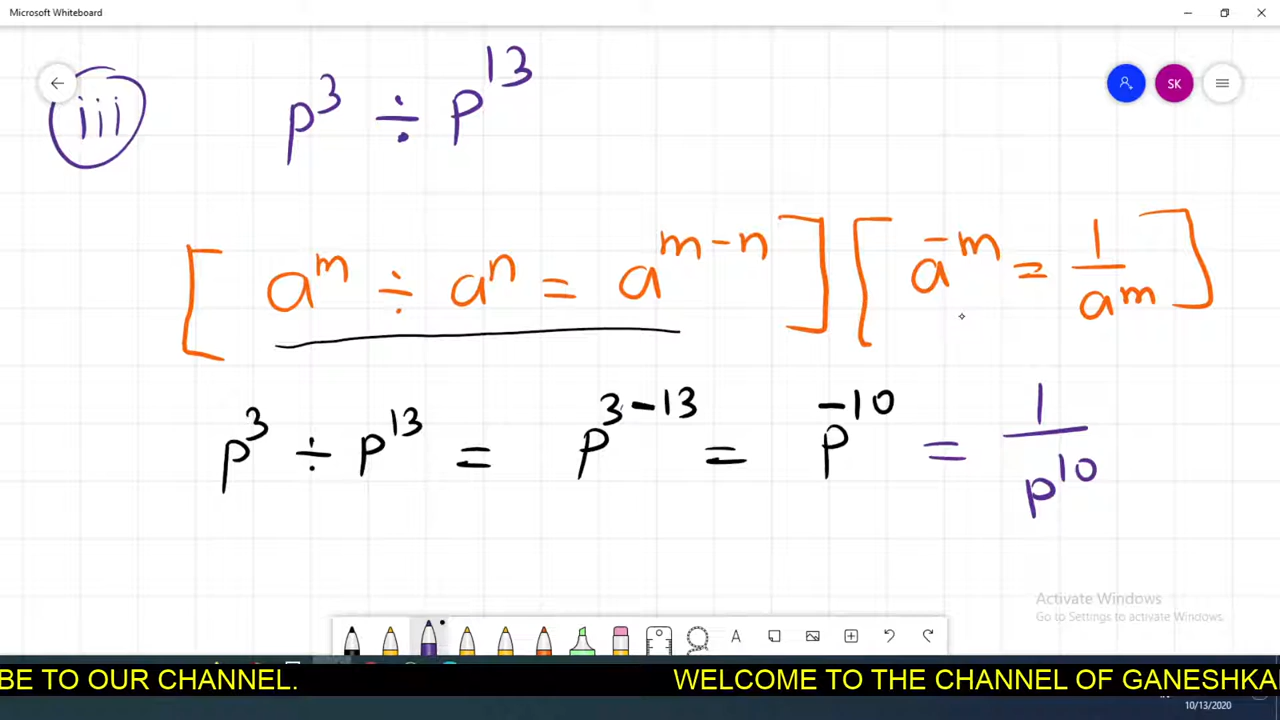 Microsoft Whiteboard
SK
iii p³ ÷ p¹³
[ aᵐ ÷ aⁿ = aᵐ⁻ⁿ ] [ a⁻ᵐ = 1/aᵐ ]
p³ ÷ p¹³ = p³⁻¹³ = p⁻¹⁰ = 1/p¹⁰
Activate Windows
Go to Settings to activate Windows.
A
BE TO OUR CHANNEL. WELCOME TO THE CHANNEL OF GANESHKA
10/13/2020